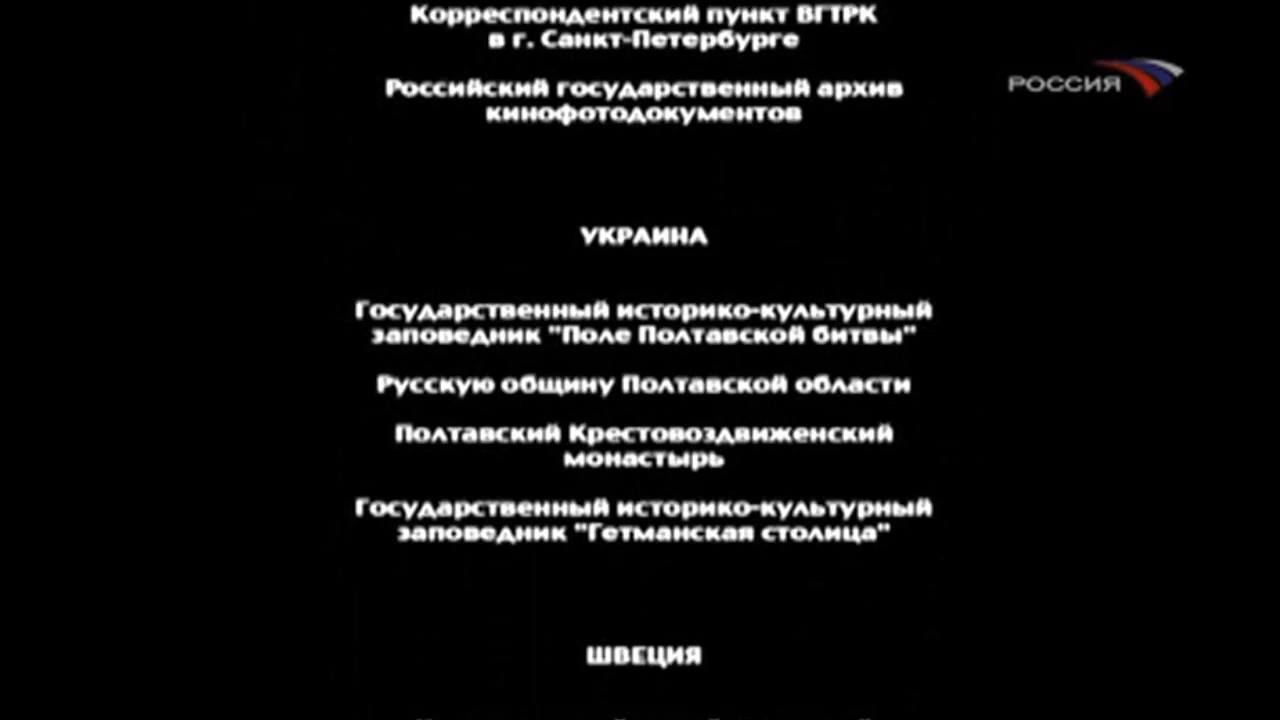 Корреспондентский пункт ВГТРК
в г. Санкт-Петербурге
РОССИЯ
Российский государственный архив
кинофотодокументов
УКРАИНА
Государственный историко-культурный
заповедник "Поле Полтавской битвы"
Русскую общину Полтавской области
Полтавский Крестовоздвиженский
монастырь
Государственный историко-культурный
заповедник "Гетманская столица"
ШВЕЦИЯ